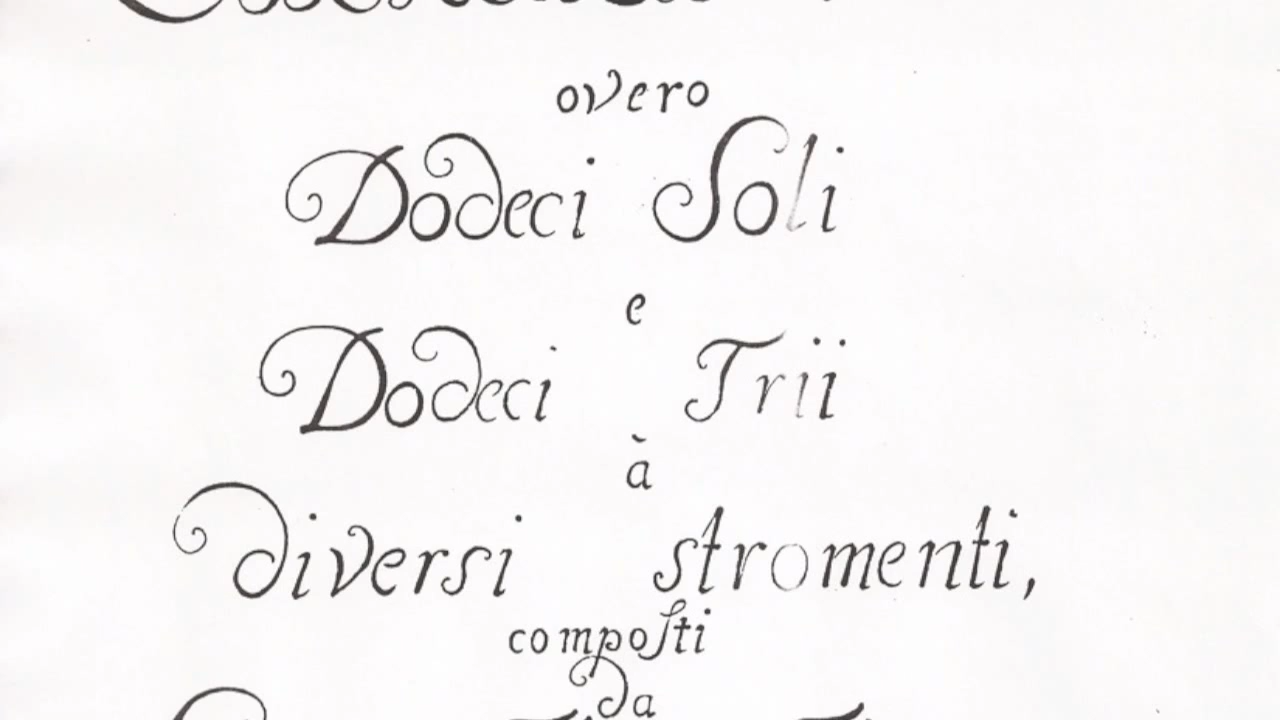 overo
Dodeci Soli
e
Dodeci Trii
à
diversi stromenti,
compoſti
da